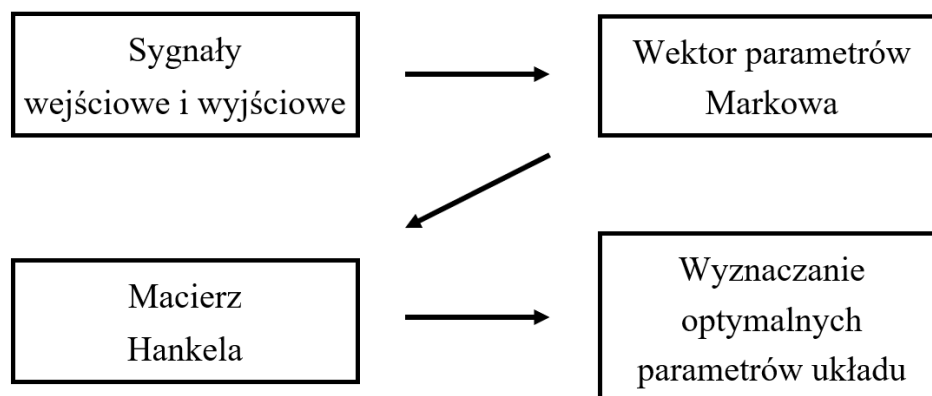 Sygnały
wejściowe i wyjściowe
Wektor parametrów
Markowa
Macierz
Hankela
Wyznaczanie
optymalnych
parametrów układu